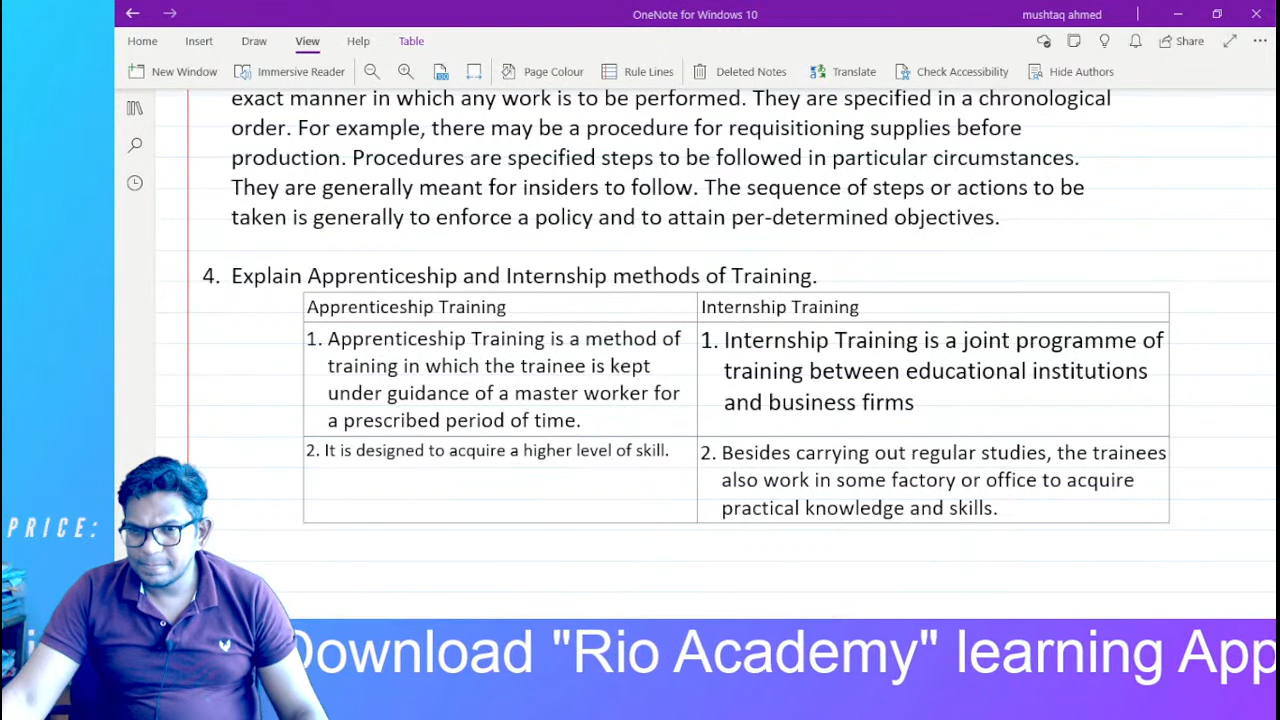 OneNote for Windows 10
mushtaq ahmed
Home Insert Draw View Help Table
Share
New Window Immersive Reader Page Colour Rule Lines Deleted Notes Translate Check Accessibility Hide Authors
exact manner in which any work is to be performed. They are specified in a chronological
order. For example, there may be a procedure for requisitioning supplies before
production. Procedures are specified steps to be followed in particular circumstances.
They are generally meant for insiders to follow. The sequence of steps or actions to be
taken is generally to enforce a policy and to attain per-determined objectives.
4. Explain Apprenticeship and Internship methods of Training.
Apprenticeship Training
1. Apprenticeship Training is a method of
training in which the trainee is kept
under guidance of a master worker for
a prescribed period of time.
2. It is designed to acquire a higher level of skill.
Internship Training
1. Internship Training is a joint programme of
training between educational institutions
and business firms
2. Besides carrying out regular studies, the trainees
also work in some factory or office to acquire
practical knowledge and skills.
PRICE:
Download "Rio Academy" learning App